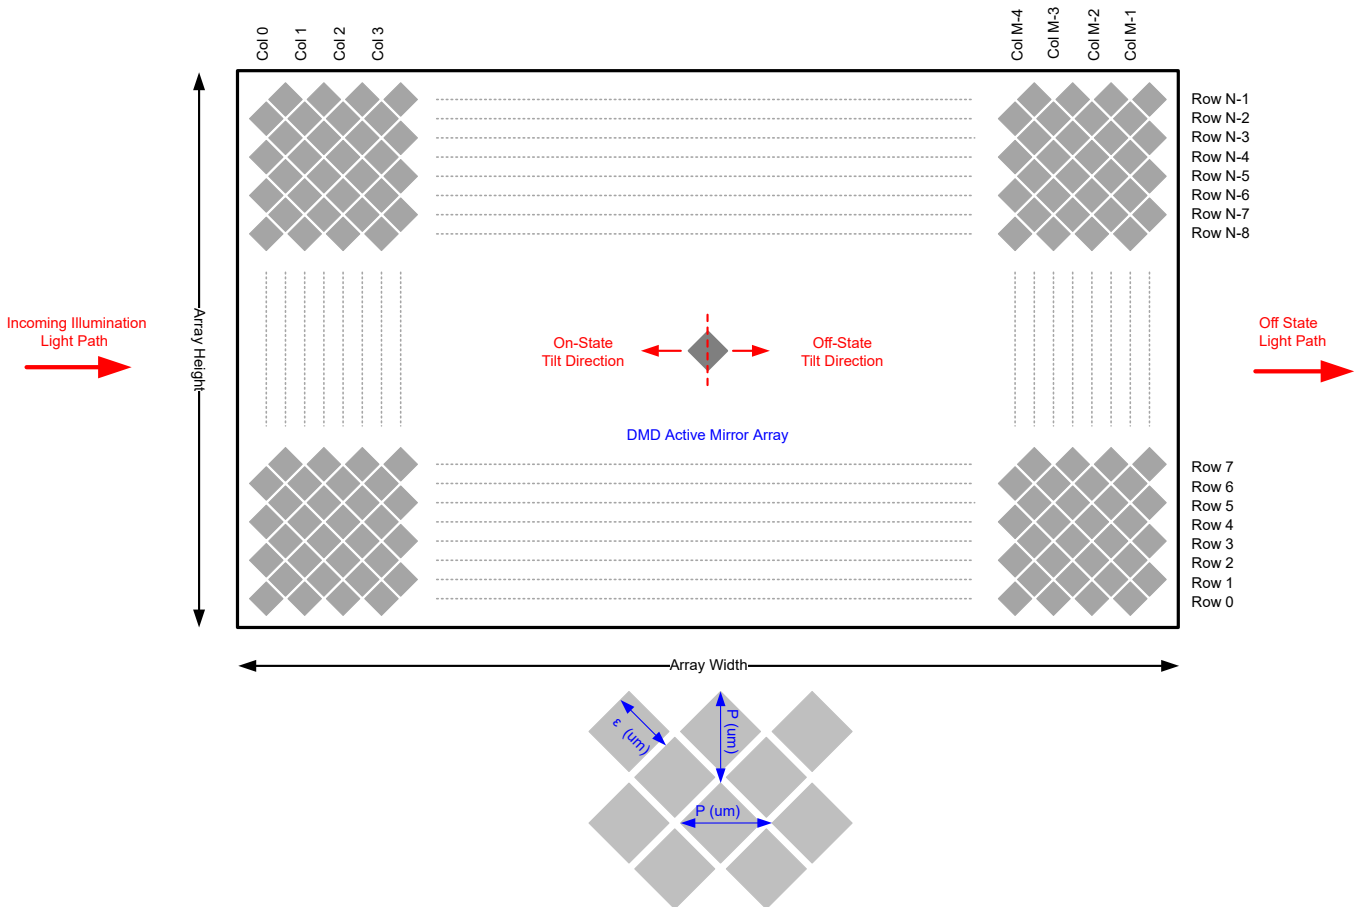 Col 0
Col 1
Col 2
Col 3
Col M-4
Col M-3
Col M-2
Col M-1
Row N-1
Row N-2
Row N-3
Row N-4
Row N-5
Row N-6
Row N-7
Row N-8
Incoming Illumination
Light Path
Array Height
On-State
Tilt Direction
Off-State
Tilt Direction
Off State
Light Path
DMD Active Mirror Array
Row 7
Row 6
Row 5
Row 4
Row 3
Row 2
Row 1
Row 0
Array Width
ε (um)
P (um)
P (um)